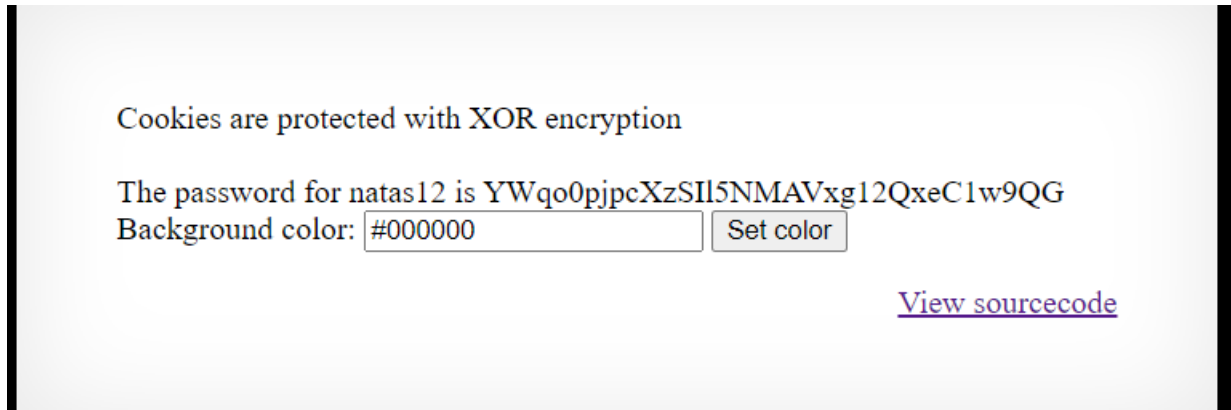 Cookies are protected with XOR encryption
The password for natas12 is YWqo0pjpcXzSIl5NMAVxg12QxeC1w9QG
Background color: #000000 Set color
View sourcecode